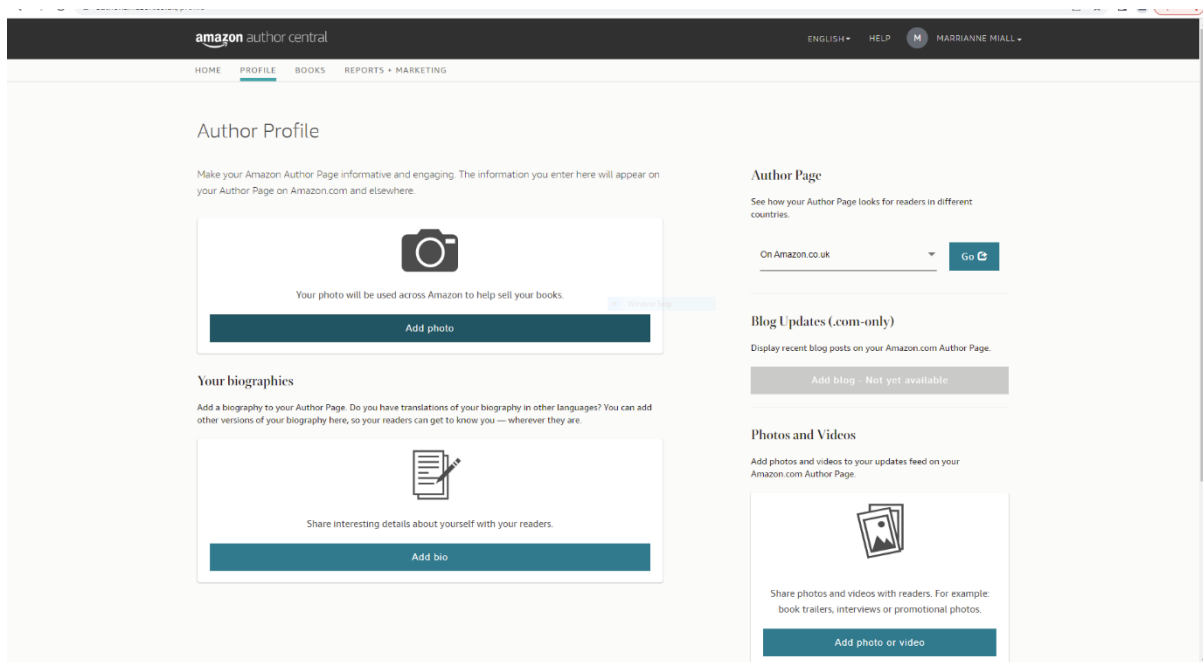 amazon author central
ENGLISH HELP M MARRIANNE MIALL
HOME PROFILE BOOKS REPORTS + MARKETING
Author Profile
Make your Amazon Author Page informative and engaging. The information you enter here will appear on
your Author Page on Amazon.com and elsewhere.
Your photo will be used across Amazon to help sell your books.
Add photo
Your biographies
Add a biography to your Author Page. Do you have translations of your biography in other languages? You can add
other versions of your biography here, so your readers can get to know you — wherever they are.
Share interesting details about yourself with your readers.
Add bio
Author Page
See how your Author Page looks for readers in different
countries.
On Amazon.co.uk Go
Blog Updates (.com-only)
Display recent blog posts on your Amazon.com Author Page.
Add blog - Not yet available
Photos and Videos
Add photos and videos to your updates feed on your
Amazon.com Author Page.
Share photos and videos with readers. For example:
book trailers, interviews or promotional photos.
Add photo or video